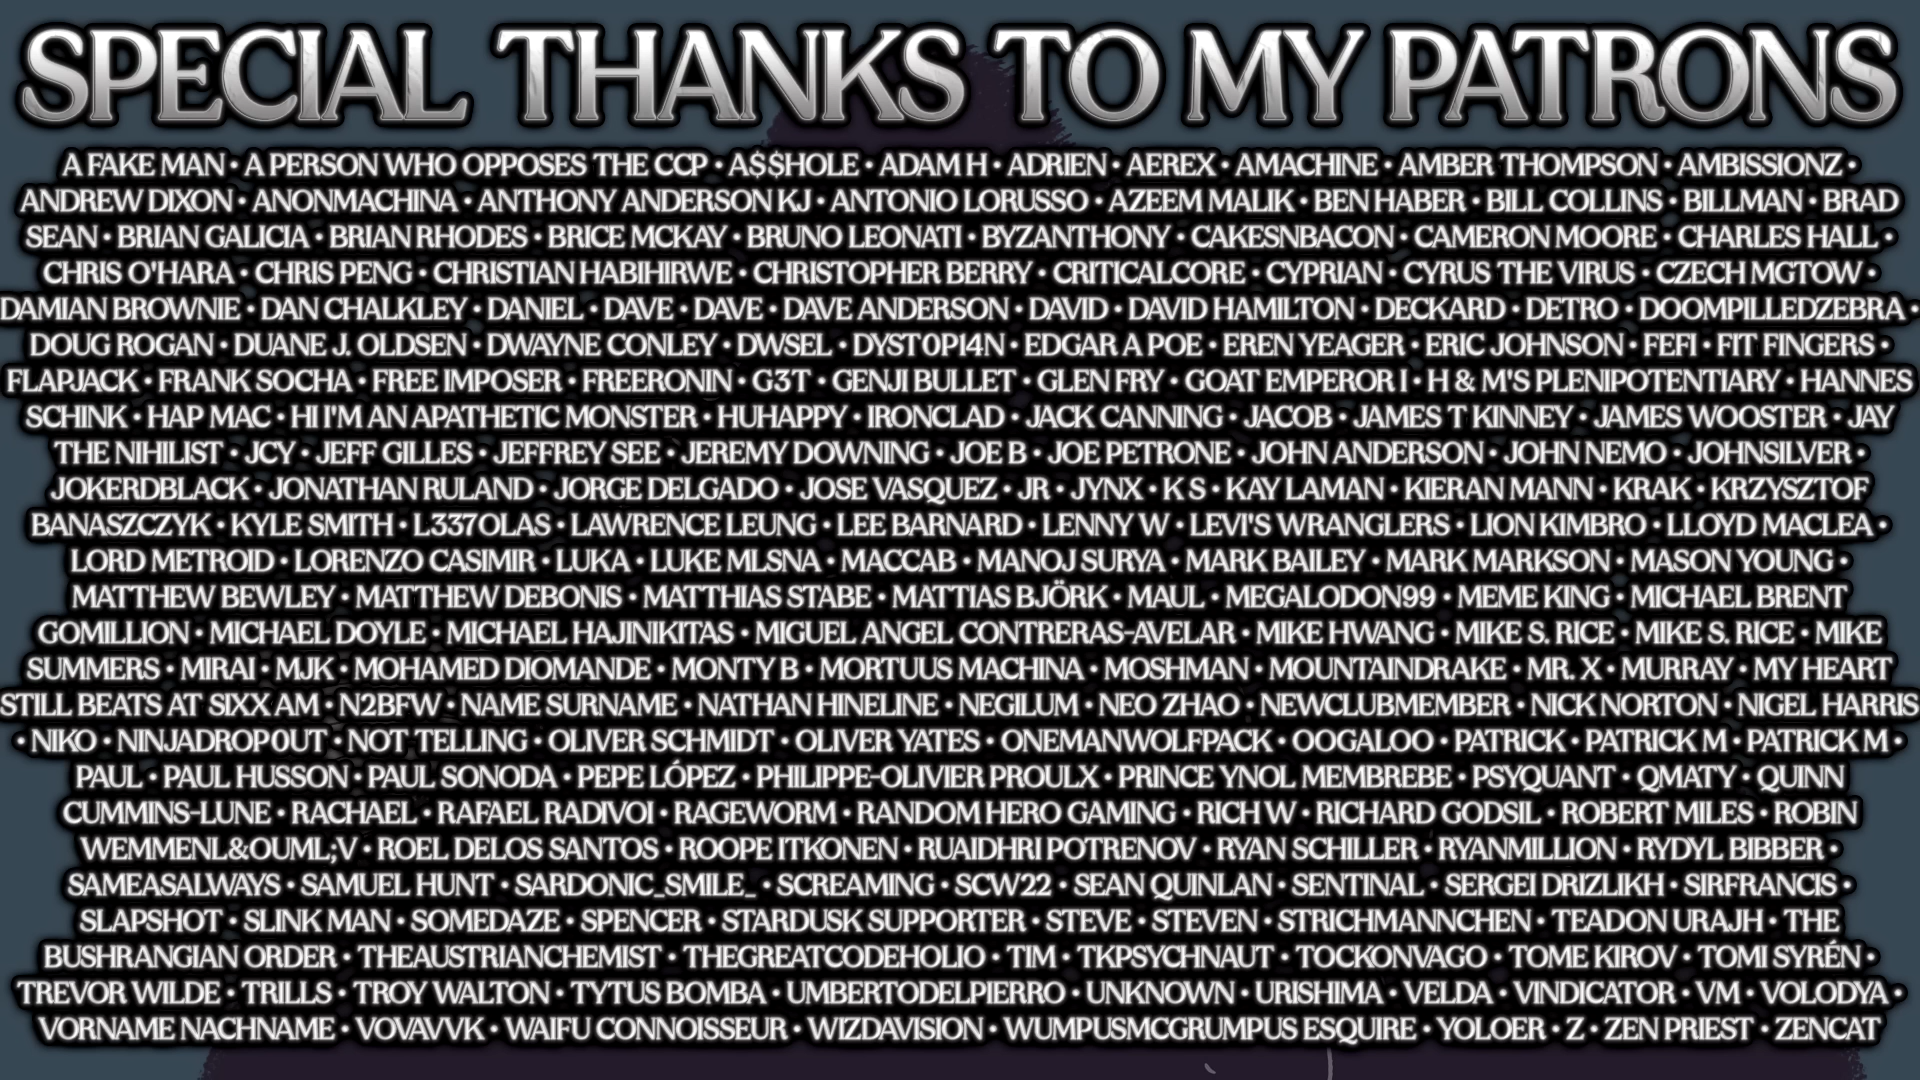 SPECIAL THANKS TO MY PATRONS
A FAKE MAN • A PERSON WHO OPPOSES THE CCP • A$$HOLE • ADAM H • ADRIEN • AEREX • AMACHINE • AMBER THOMPSON • AMBISSIONZ •
ANDREW DIXON • ANONMACHINA • ANTHONY ANDERSON KJ • ANTONIO LORUSSO • AZEEM MALIK • BEN HABER • BILL COLLINS • BILLMAN • BRAD
SEAN • BRIAN GALICIA • BRIAN RHODES • BRICE MCKAY • BRUNO LEONATI • BYZANTHONY • CAKESNBACON • CAMERON MOORE • CHARLES HALL •
CHRIS O'HARA • CHRIS PENG • CHRISTIAN HABIHIRWE • CHRISTOPHER BERRY • CRITICALCORE • CYPRIAN • CYRUS THE VIRUS • CZECH MGTOW •
DAMIAN BROWNIE • DAN CHALKLEY • DANIEL • DAVE • DAVE • DAVE ANDERSON • DAVID • DAVID HAMILTON • DECKARD • DETRO • DOOMPILLEDZEBRA •
DOUG ROGAN • DUANE J. OLDSEN • DWAYNE CONLEY • DWSEL • DYST0P14N • EDGAR A POE • EREN YEAGER • ERIC JOHNSON • FEFI • FIT FINGERS •
FLAPJACK • FRANK SOCHA • FREE IMPOSER • FREERONIN • G3T • GENJI BULLET • GLEN FRY • GOAT EMPEROR I • H & M'S PLENIPOTENTIARY • HANNES
SCHINK • HAP MAC • HI I'M AN APATHETIC MONSTER • HUHAPPY • IRONCLAD • JACK CANNING • JACOB • JAMES T KINNEY • JAMES WOOSTER • JAY
THE NIHILIST • JCY • JEFF GILLES • JEFFREY SEE • JEREMY DOWNING • JOE B • JOE PETRONE • JOHN ANDERSON • JOHN NEMO • JOHNSILVER •
JOKERDBLACK • JONATHAN RULAND • JORGE DELGADO • JOSE VASQUEZ • JR • JYNX • K S • KAY LAMAN • KIERAN MANN • KRAK • KRZYSZTOF
BANASZCZYK • KYLE SMITH • L337OLAS • LAWRENCE LEUNG • LEE BARNARD • LENNY W • LEVI'S WRANGLERS • LION KIMBRO • LLOYD MACLEA •
LORD METROID • LORENZO CASIMIR • LUKA • LUKE MLSNA • MACCAB • MANOJ SURYA • MARK BAILEY • MARK MARKSON • MASON YOUNG •
MATTHEW BEWLEY • MATTHEW DEBONIS • MATTHIAS STABE • MATTIAS BJÖRK • MAUL • MEGALODON99 • MEME KING • MICHAEL BRENT
GOMILLION • MICHAEL DOYLE • MICHAEL HAJINIKITAS • MIGUEL ANGEL CONTRERAS-AVELAR • MIKE HWANG • MIKE S. RICE • MIKE S. RICE • MIKE
SUMMERS • MIRAI • MJK • MOHAMED DIOMANDE • MONTY B • MORTUUS MACHINA • MOSHMAN • MOUNTAINDRAKE • MR. X • MURRAY • MY HEART
STILL BEATS AT SIXX AM • N2BFW • NAME SURNAME • NATHAN HINELINE • NEGILUM • NEO ZHAO • NEWCLUBMEMBER • NICK NORTON • NIGEL HARRIS
• NIKO • NINJADROP0UT • NOT TELLING • OLIVER SCHMIDT • OLIVER YATES • ONEMANWOLFPACK • OOGALOO • PATRICK • PATRICK M • PATRICK M •
PAUL • PAUL HUSSON • PAUL SONODA • PEPE LÓPEZ • PHILIPPE-OLIVIER PROULX • PRINCE YNOL MEMBREBE • PSYQUANT • QMATY • QUINN
CUMMINS-LUNE • RACHAEL • RAFAEL RADIVOI • RAGEWORM • RANDOM HERO GAMING • RICH W • RICHARD GODSIL • ROBERT MILES • ROBIN
WEMMENL&OUML;V • ROEL DELOS SANTOS • ROOPE ITKONEN • RUAIDHRI POTRENOV • RYAN SCHILLER • RYANMILLION • RYDYL BIBBER •
SAMEASALWAYS • SAMUEL HUNT • SARDONIC_SMILE_ • SCREAMING • SCW22 • SEAN QUINLAN • SENTINAL • SERGEI DRIZLIKH • SIRFRANCIS •
SLAPSHOT • SLINK MAN • SOMEDAZE • SPENCER • STARDUSK SUPPORTER • STEVE • STEVEN • STRICHMANNCHEN • TEADON URAJH • THE
BUSHRANGIAN ORDER • THEAUSTRIANCHEMIST • THEGREATCODEHOLIO • TIM • TKPSYCHNAUT • TOCKONVAGO • TOME KIROV • TOMI SYRÉN •
TREVOR WILDE • TRILLS • TROY WALTON • TYTUS BOMBA • UMBERTODELPIERRO • UNKNOWN • URISHIMA • VELDA • VINDICATOR • VM • VOLODYA •
VORNAME NACHNAME • VOVAVVK • WAIFU CONNOISSEUR • WIZDAVISION • WUMPUSMCGRUMPUS ESQUIRE • YOLOER • Z • ZEN PRIEST • ZENCAT